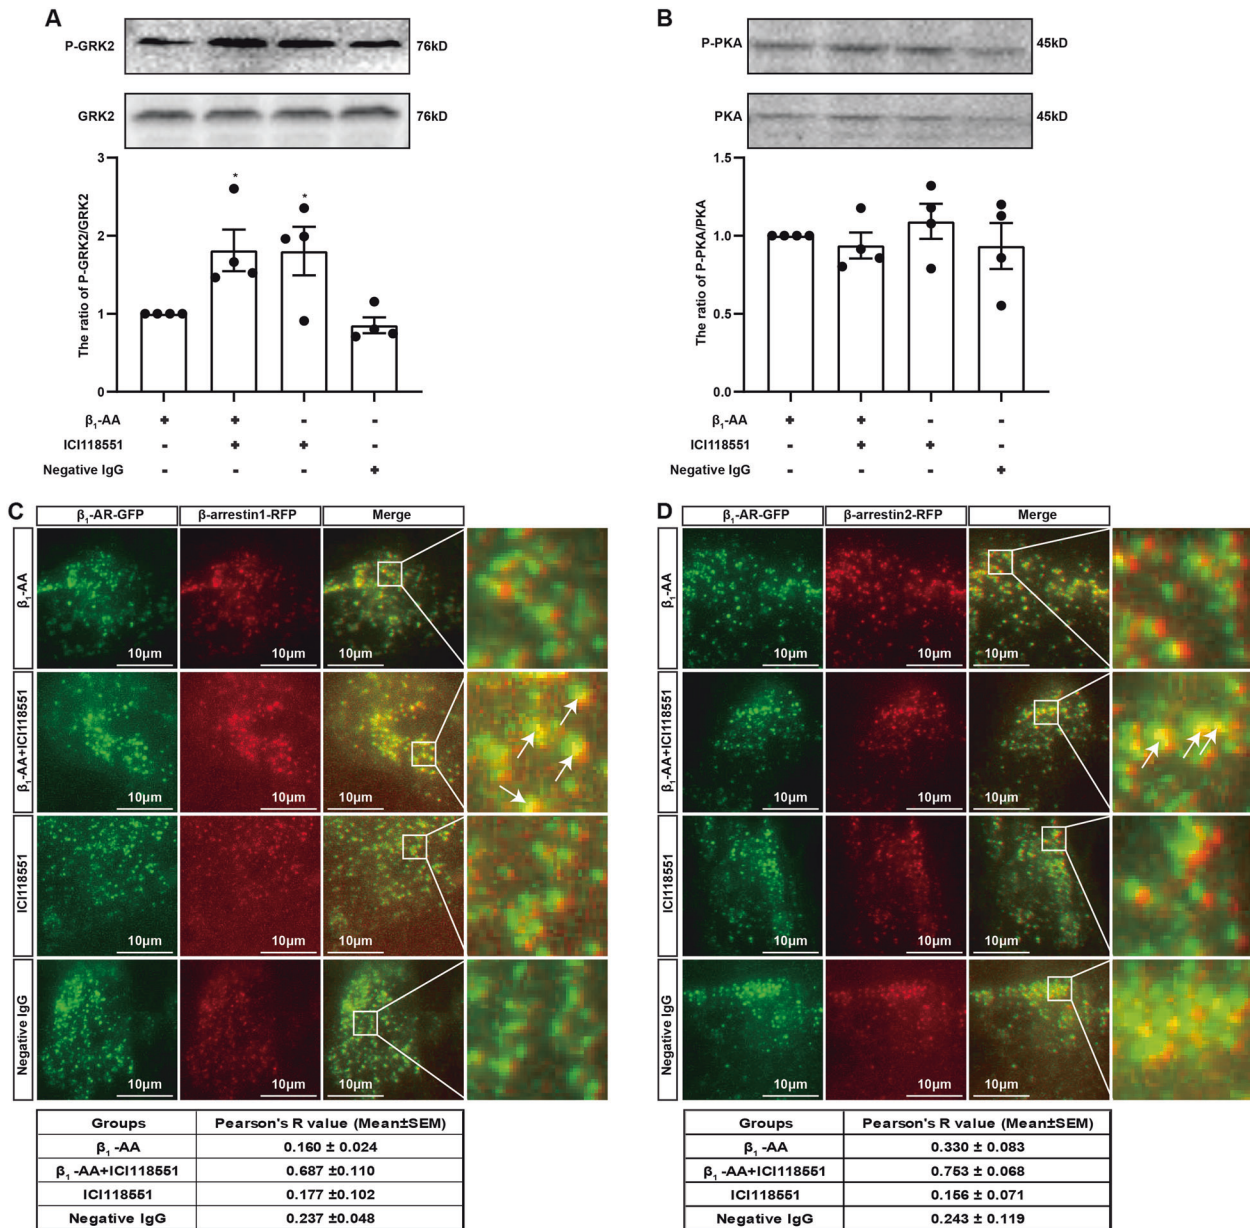 A
P-GRK2
76kD
GRK2
76kD
The ratio of P-GRK2/GRK2
3
2
1
0
*
*
β₁-AA + + - -
ICI118551 - + + -
Negative IgG - - - +
B
P-PKA
45kD
PKA
45kD
The ratio of P-PKA/PKA
1.5
1.0
0.5
0.0
β₁-AA + + - -
ICI118551 - + + -
Negative IgG - - - +
C
β₁-AR-GFP β-arrestin1-RFP Merge
β₁-AA
10μm 10μm 10μm
β₁-AA+ICI118551
10μm 10μm 10μm
ICI118551
10μm 10μm 10μm
Negative IgG
10μm 10μm 10μm
Groups Pearson's R value (Mean±SEM)
β₁ -AA 0.160 ± 0.024
β₁ -AA+ICI118551 0.687 ±0.110
ICI118551 0.177 ±0.102
Negative IgG 0.237 ±0.048
D
β₁-AR-GFP β-arrestin2-RFP Merge
β₁-AA
10μm 10μm 10μm
β₁-AA+ICI118551
10μm 10μm 10μm
ICI118551
10μm 10μm 10μm
Negative IgG
10μm 10μm 10μm
Groups Pearson's R value (Mean±SEM)
β₁ -AA 0.330 ± 0.083
β₁ -AA+ICI118551 0.753 ± 0.068
ICI118551 0.156 ± 0.071
Negative IgG 0.243 ± 0.119